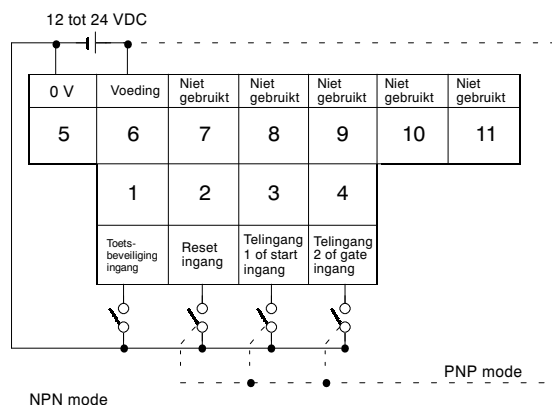 12 tot 24 VDC
0 V
Voeding
Niet
gebruikt
Niet
gebruikt
Niet
gebruikt
Niet
gebruikt
Niet
gebruikt
5 6 7 8 9 10 11
1 2 3 4
Toets-
beveiliging
ingang
Reset
ingang
Telingang
1 of start
ingang
Telingang
2 of gate
ingang
PNP mode
NPN mode